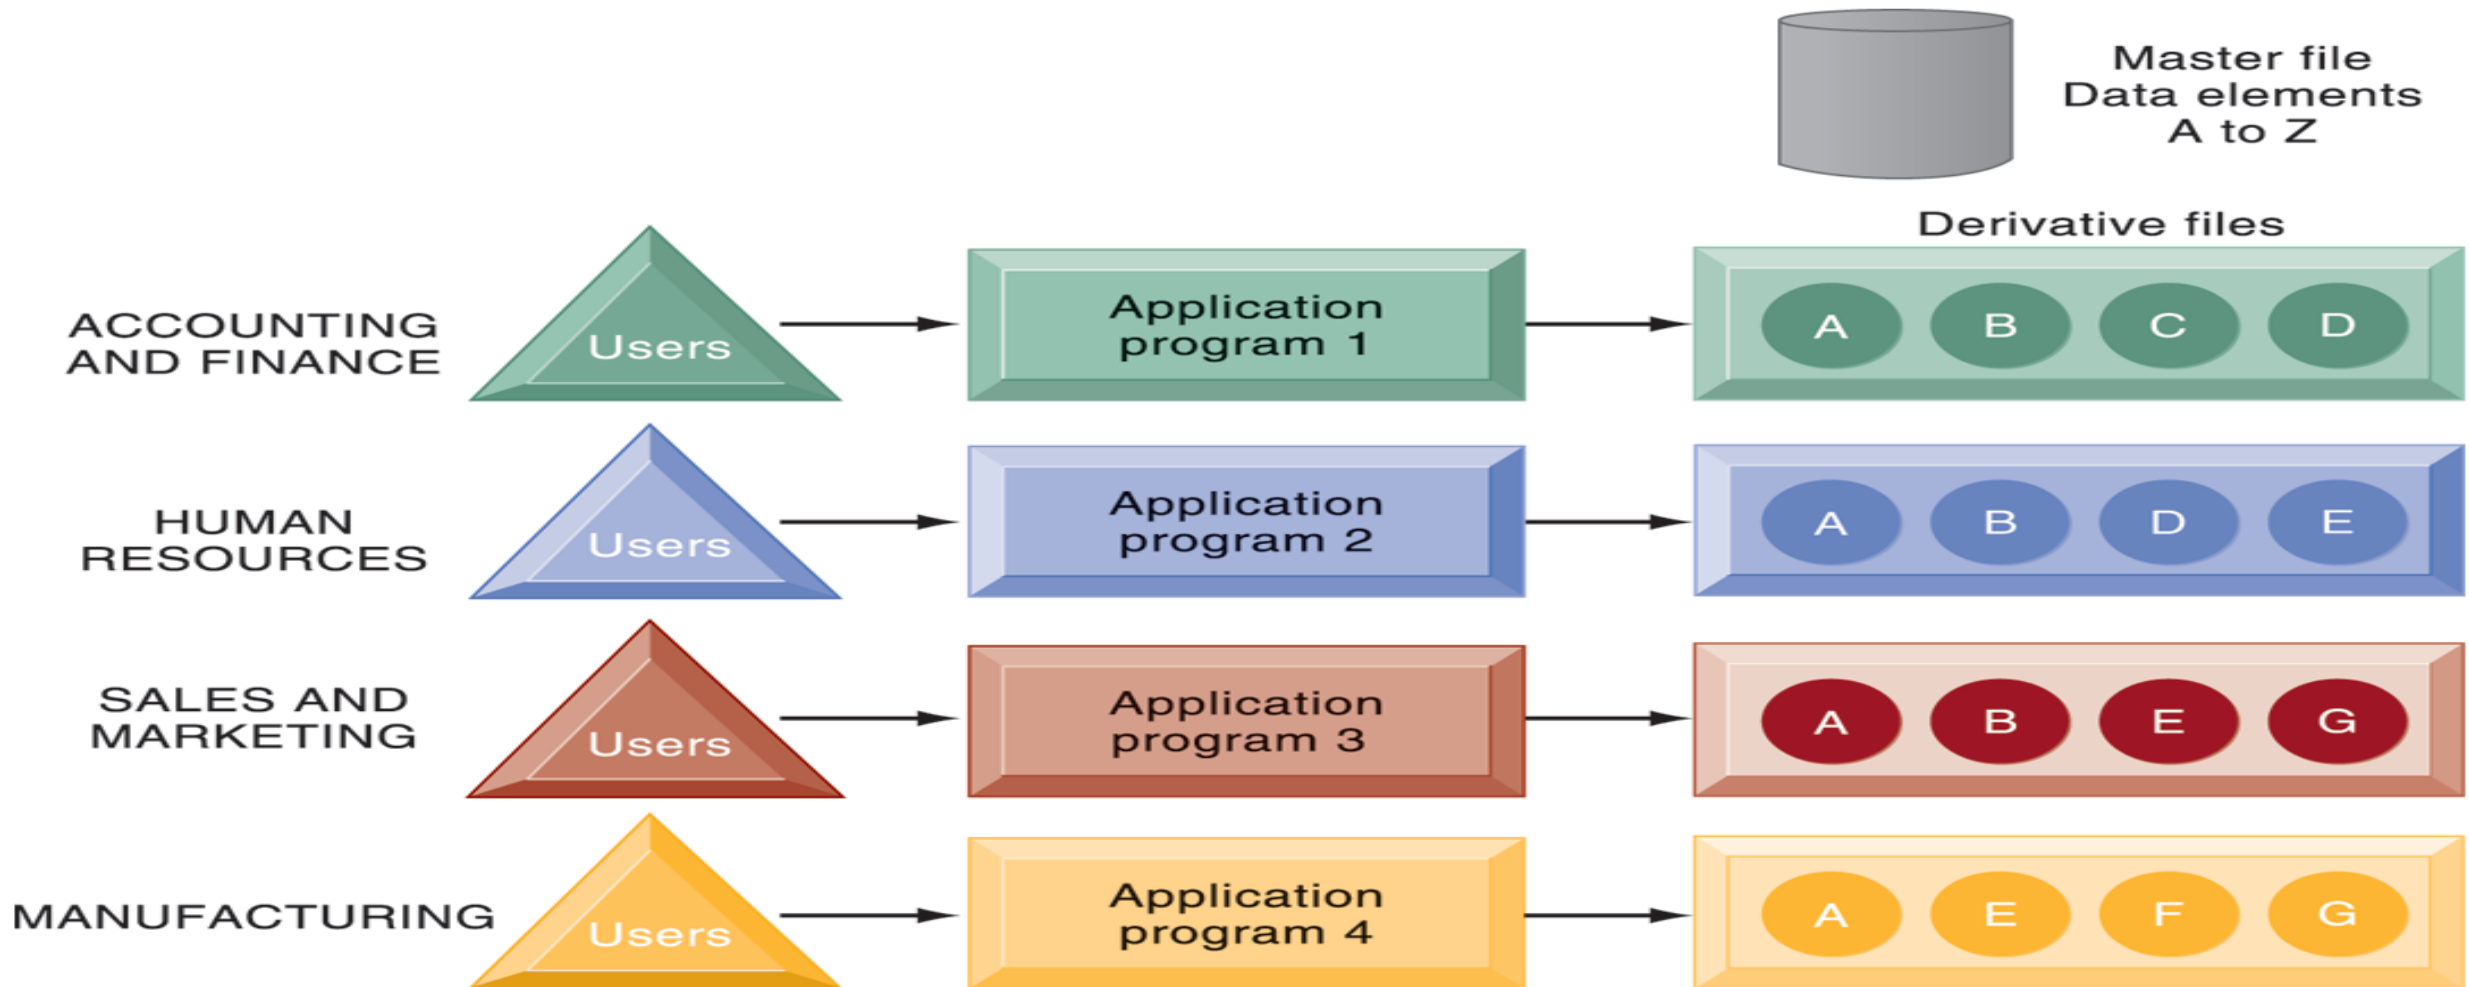 Master file
Data elements
A to Z
Derivative files
ACCOUNTING
AND FINANCE
Users
Application
program 1
A B C D
HUMAN
RESOURCES
Users
Application
program 2
A B D E
SALES AND
MARKETING
Users
Application
program 3
A B E G
MANUFACTURING
Users
Application
program 4
A E F G